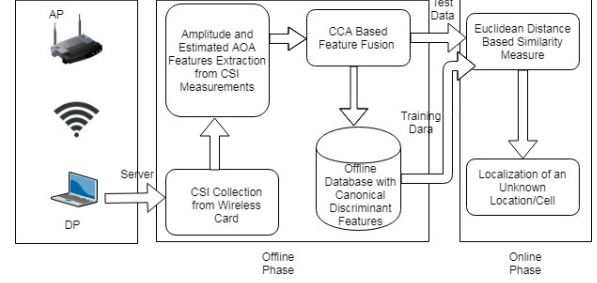 AP
DP
Server
Amplitude and
Estimated AOA
Features Extraction
from CSI
Measurements
CSI Collection
from Wireless
Card
CCA Based
Feature Fusion
Offline
Database with
Canonical
Discriminant
Features
Test
Data
Training
Dara
Euclidean Distance
Based Similarity
Measure
Localization of an
Unknown
Location/Cell
Offline
Phase
Online
Phase